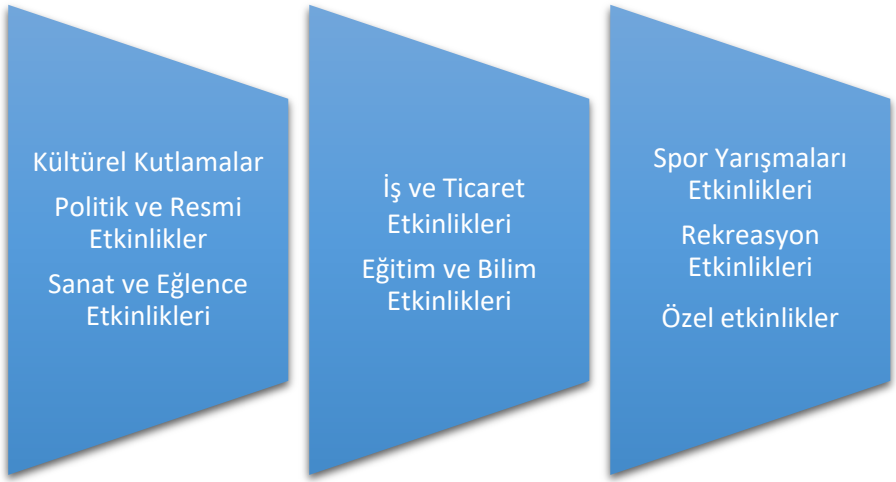 Kültürel Kutlamalar
Politik ve Resmi
Etkinlikler
Sanat ve Eğlence
Etkinlikleri
İş ve Ticaret
Etkinlikleri
Eğitim ve Bilim
Etkinlikleri
Spor Yarışmaları
Etkinlikleri
Rekreasyon
Etkinlikleri
Özel etkinlikler